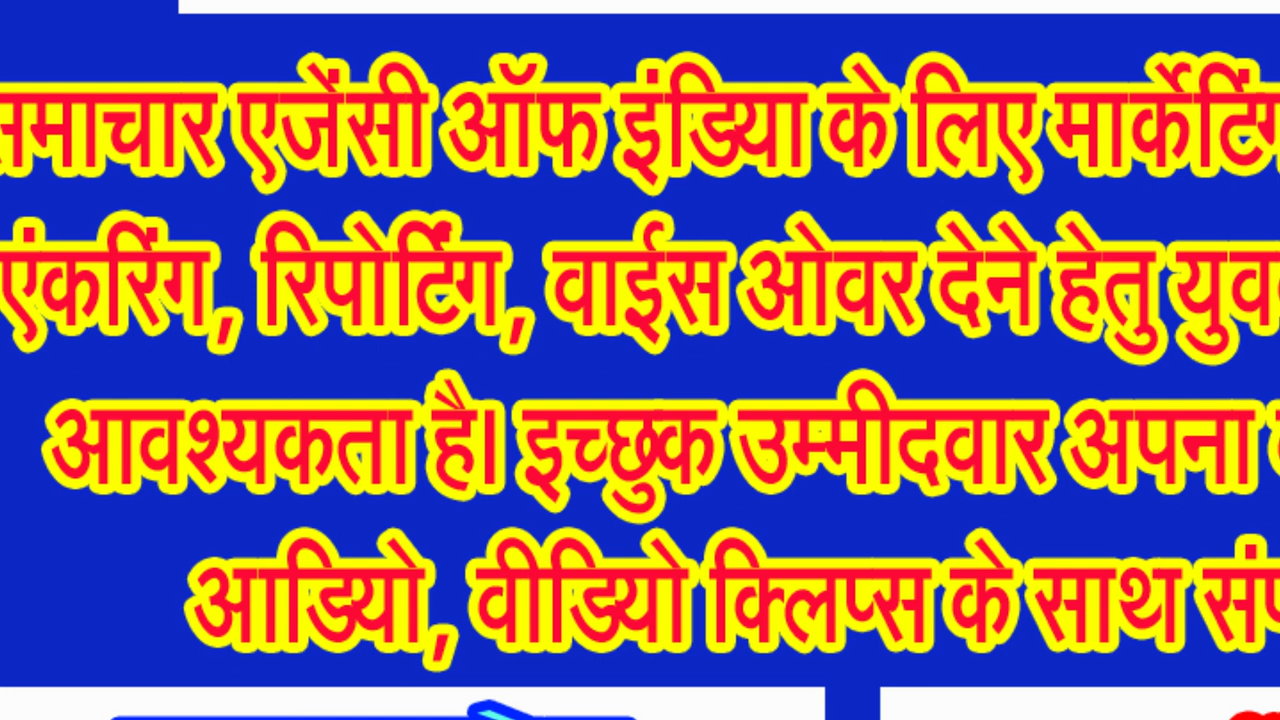 समाचार एजेंसी ऑफ इंडिया के लिए मार्केटिंग
एंकरिंग, रिपोर्टिंग, वाईस ओवर देने हेतु
आवश्यकता है। इच्छुक उम्मीदवार अपना
आडियो, वीडियो क्लिप्स के साथ